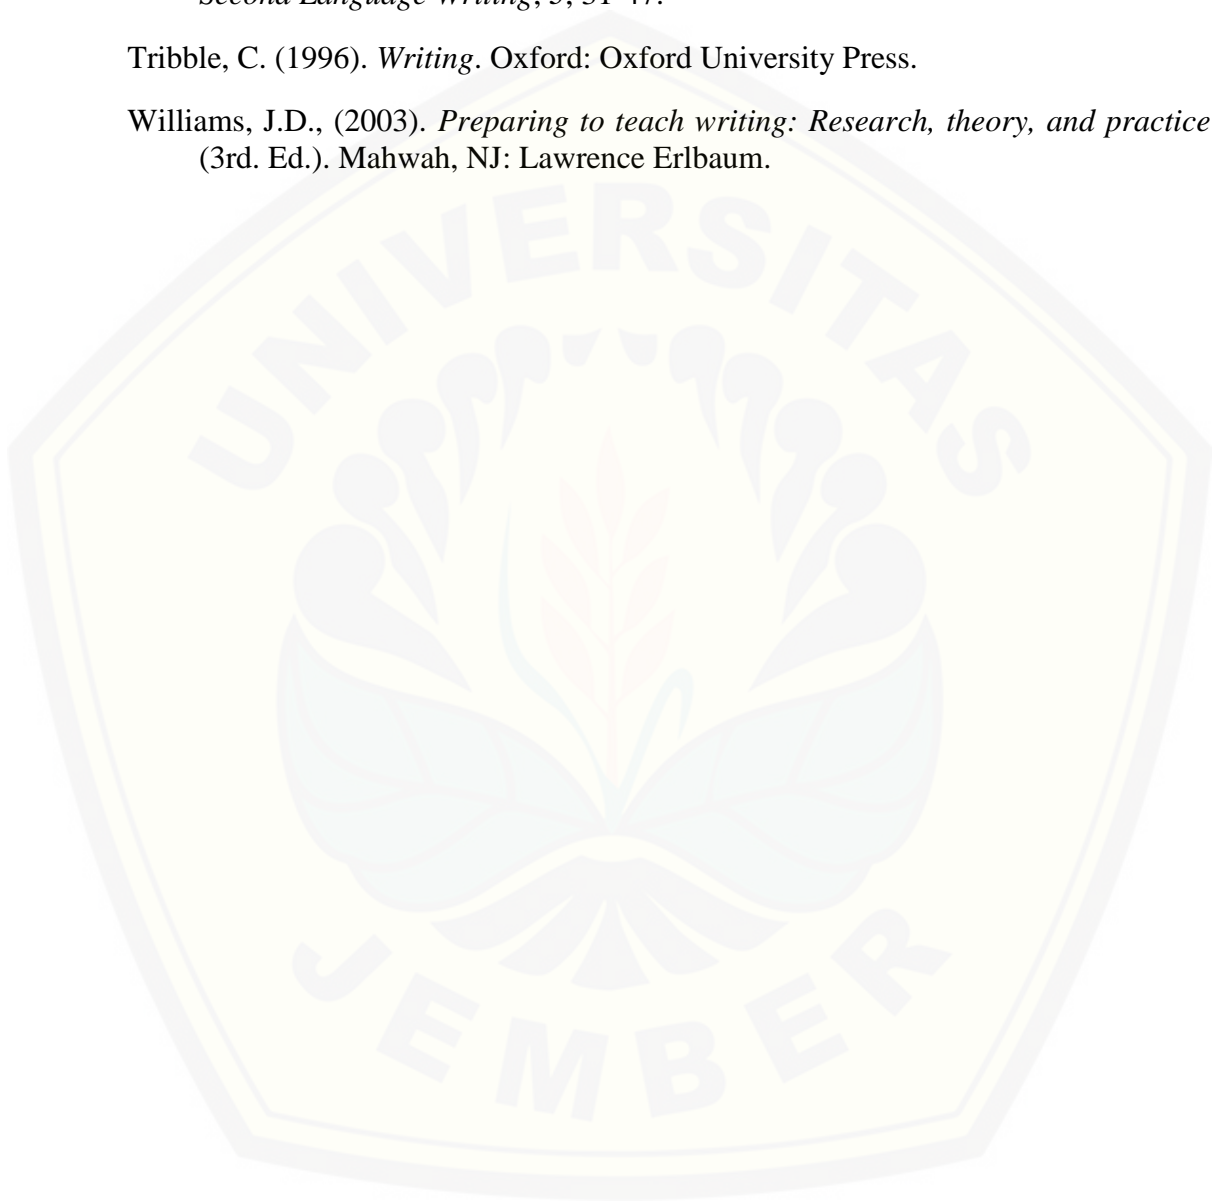 Second Language Writing, 5, 31-47.
Tribble, C. (1996). Writing. Oxford: Oxford University Press.
Williams, J.D., (2003). Preparing to teach writing: Research, theory, and practice
(3rd. Ed.). Mahwah, NJ: Lawrence Erlbaum.
UNIVERSITAS
JEMBER